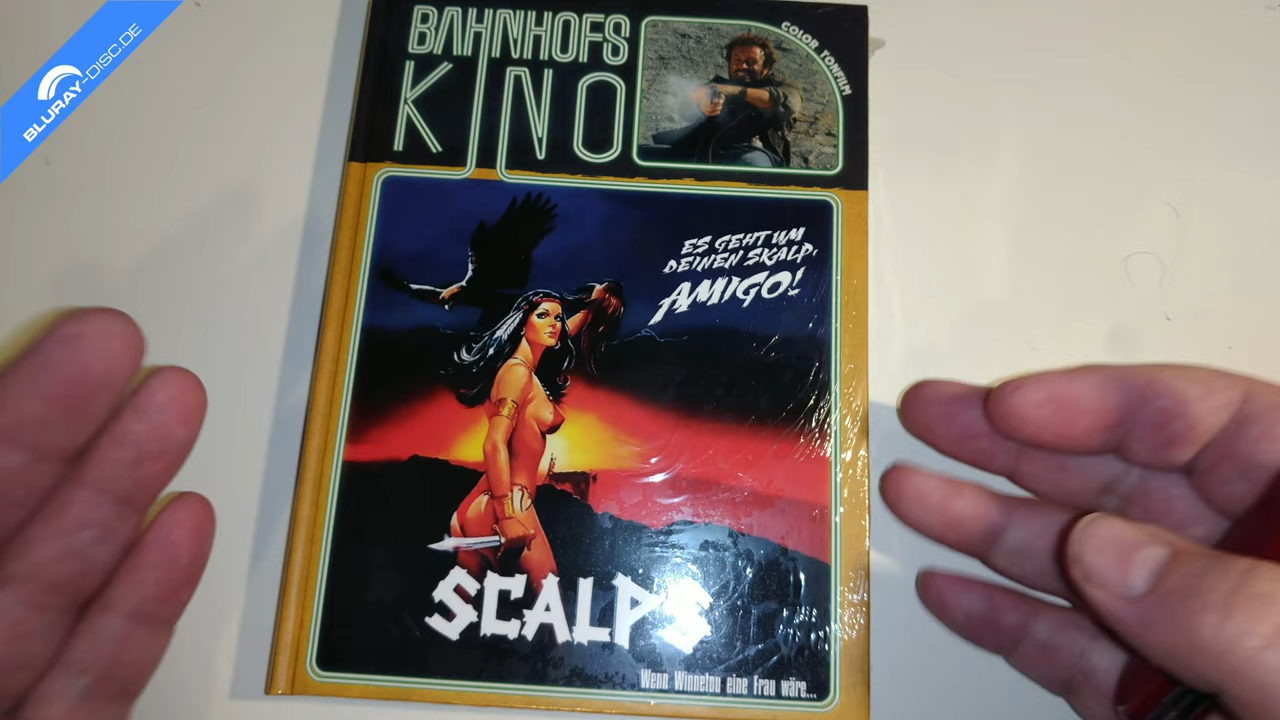 BLURAY-DISC.DE
BAHNHOFS
KINO
COLOR TONFILM
ES GEHT UM
DEINEN SKALP,
AMIGO!
SCALPS
Wenn Winnetou eine Frau wäre...